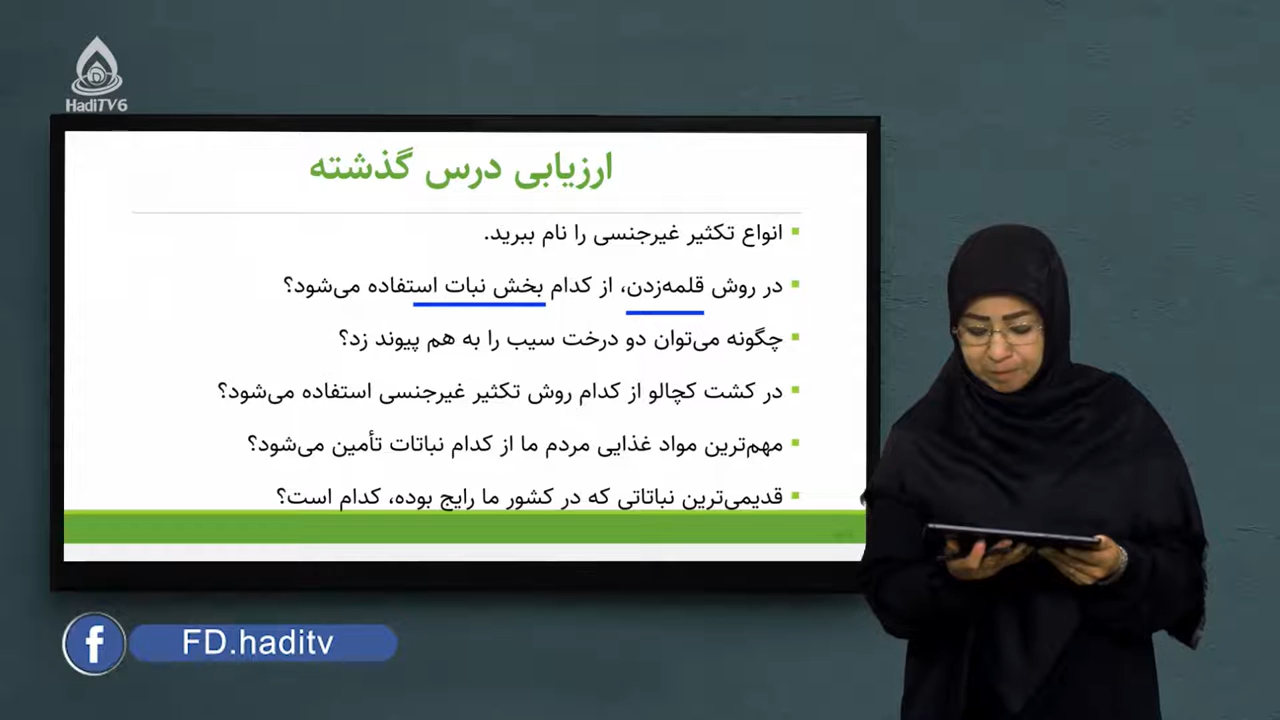 HadiTV6
ارزیابی درس گذشته
انواع تکثیر غیرجنسی را نام ببرید.
در روش قلمه‌زدن، از کدام بخش نبات استفاده می‌شود؟
چگونه می‌توان دو درخت سیب را به هم پیوند زد؟
در کشت کچالو از کدام روش تکثیر غیرجنسی استفاده می‌شود؟
مهم‌ترین مواد غذایی مردم ما از کدام نباتات تأمین می‌شود؟
قدیمی‌ترین نباتاتی که در کشور ما رایج بوده، کدام است؟
FD.haditv